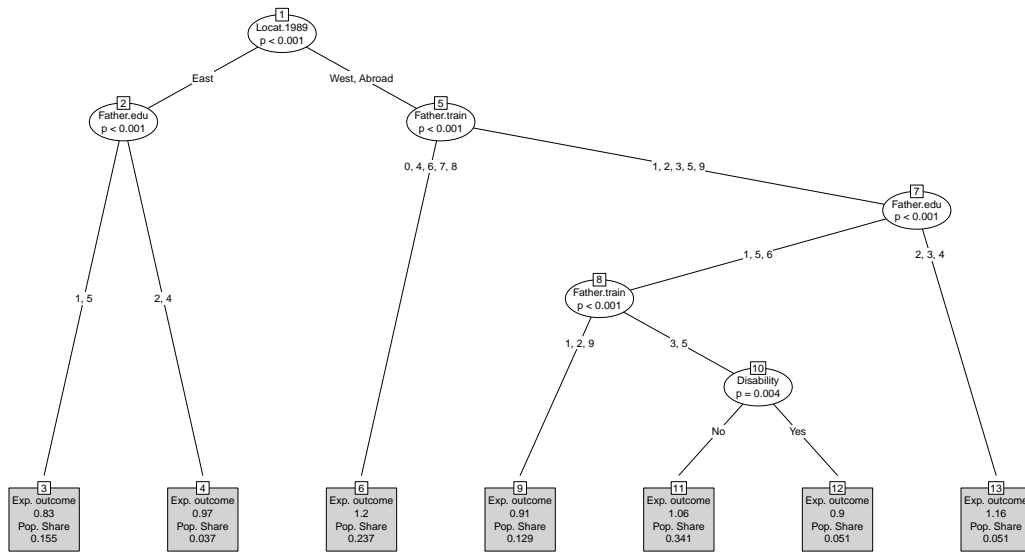 1
Locat.1989
p < 0.001
East
West, Abroad
2
Father.edu
p < 0.001
5
Father.train
p < 0.001
0, 4, 6, 7, 8
1, 2, 3, 5, 9
7
Father.edu
p < 0.001
1, 5, 6
2, 3, 4
8
Father.train
p < 0.001
1, 5
2, 4
1, 2, 9
3, 5
10
Disability
p = 0.004
No
Yes
3
Exp. outcome
0.83
Pop. Share
0.155
4
Exp. outcome
0.97
Pop. Share
0.037
6
Exp. outcome
1.2
Pop. Share
0.237
9
Exp. outcome
0.91
Pop. Share
0.129
11
Exp. outcome
1.06
Pop. Share
0.341
12
Exp. outcome
0.9
Pop. Share
0.051
13
Exp. outcome
1.16
Pop. Share
0.051